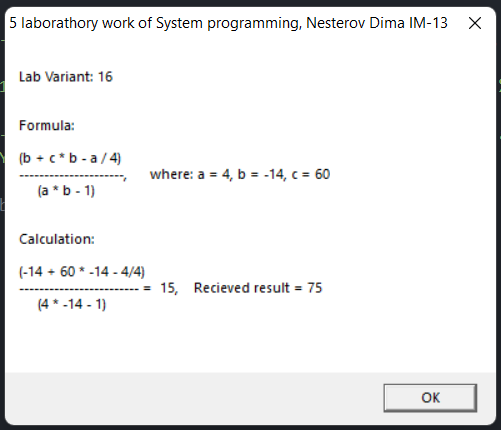 5 laborathory work of System programming, Nesterov Dima IM-13
Lab Variant: 16
Formula:
(b + c * b - a / 4)
---------------------, where: a = 4, b = -14, c = 60
(a * b - 1)
Calculation:
(-14 + 60 * -14 - 4/4)
------------------------ = 15, Recieved result = 75
(4 * -14 - 1)
OK